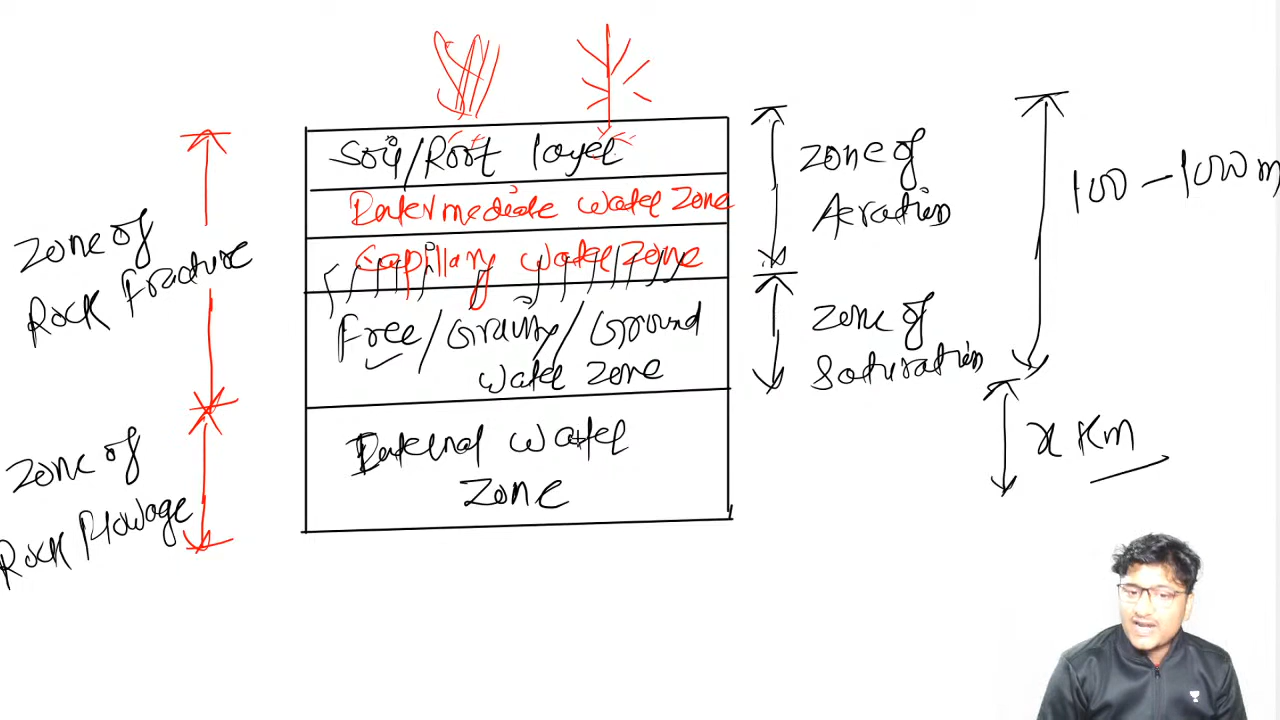 Soil/Root layer
Intermediate water zone
Capillary water zone
Free/Gravity/Ground
water zone
Internal water
zone
zone of
Rock fracture
zone of
Rock flowage
zone of
Aeration
zone of
Saturation
100-1000m
x Km